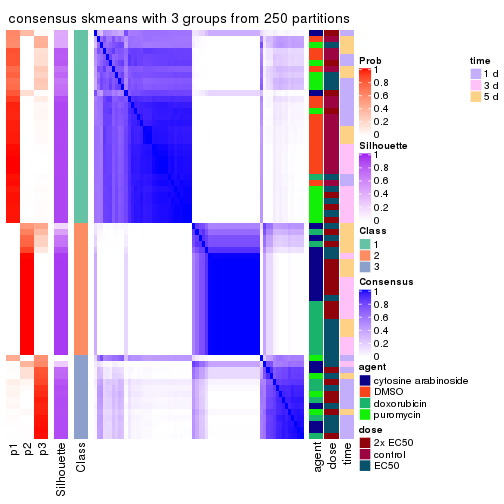 consensus skmeans with 3 groups from 250 partitions
Prob
1
0.8
0.6
0.4
0.2
0
Silhouette
1
0.8
0.6
0.4
0.2
0
Class
1
2
3
Consensus
1
0.8
0.6
0.4
0.2
0
agent
cytosine arabinoside
DMSO
doxorubicin
puromycin
dose
2x EC50
control
EC50
time
1 d
3 d
5 d
p1
p2
p3
Silhouette
Class
agent
dose
time